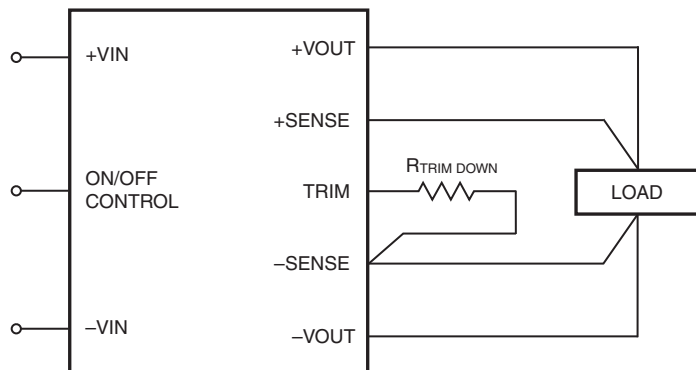 +VIN
ON/OFF
CONTROL
–VIN
+VOUT
+SENSE
TRIM
–SENSE
–VOUT
RTRIM DOWN
LOAD